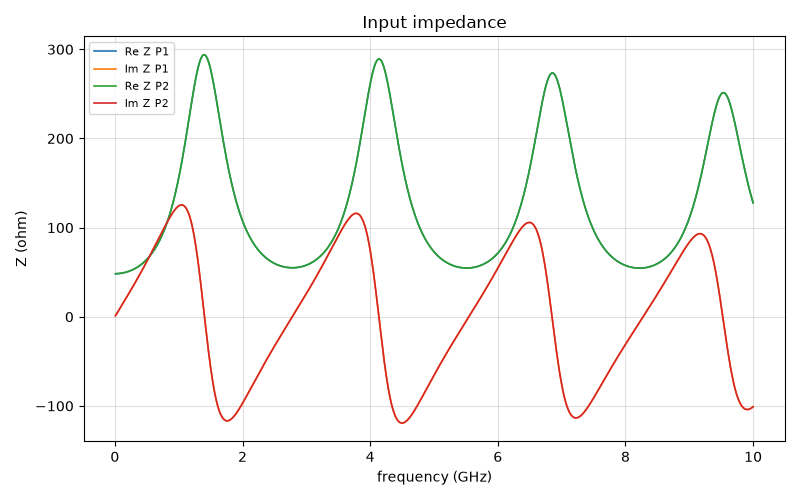 Input impedance
Re Z P1
Im Z P1
Re Z P2
Im Z P2
300
200
100
0
−100
Z (ohm)
0 2 4 6 8 10
frequency (GHz)